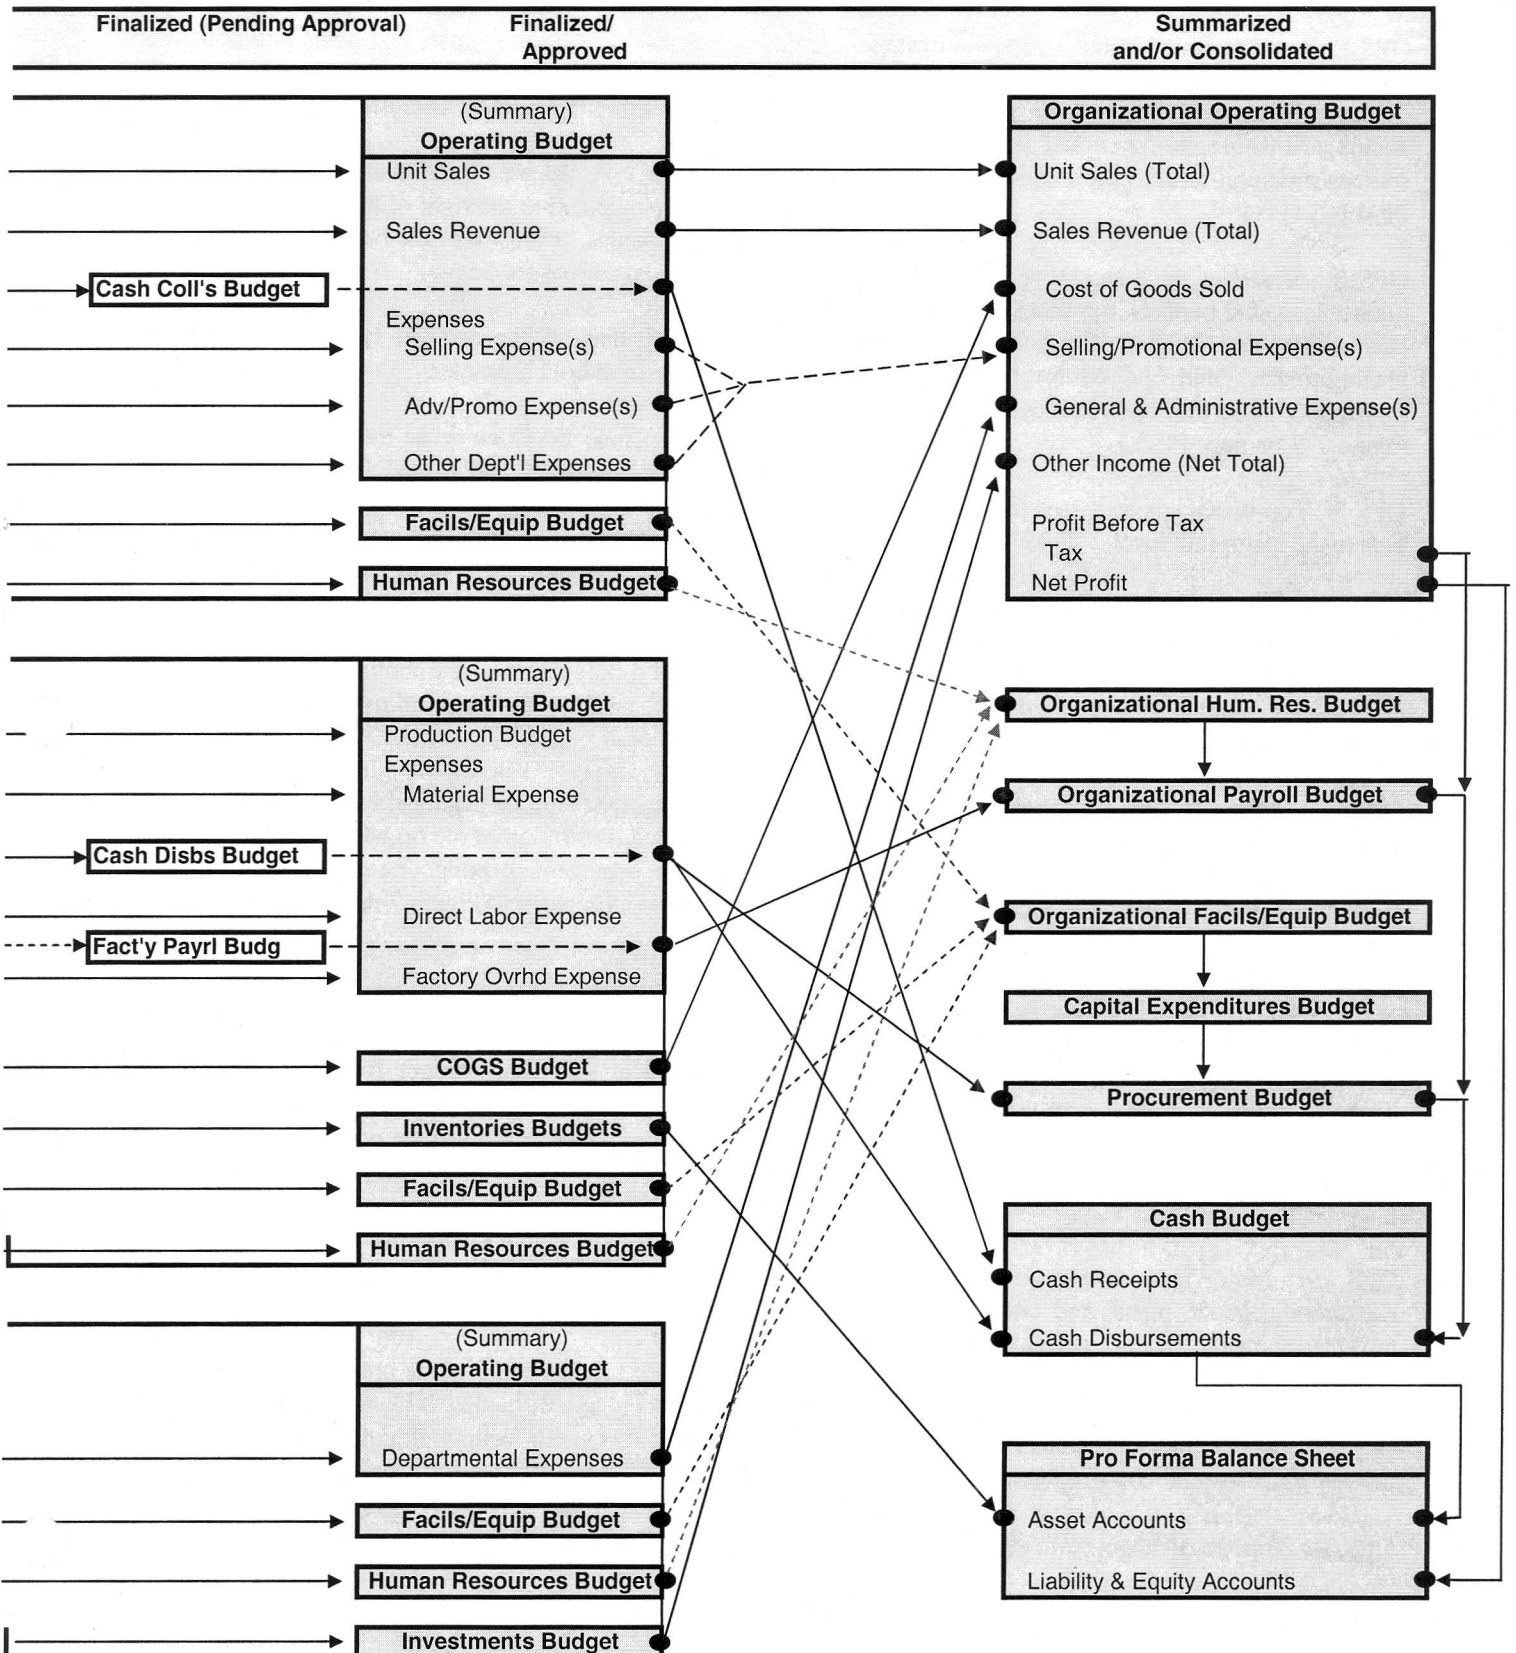 Finalized (Pending Approval)
Finalized/
Approved
Summarized
and/or Consolidated
(Summary)
Operating Budget
Unit Sales
Sales Revenue
Cash Coll's Budget
Expenses
Selling Expense(s)
Adv/Promo Expense(s)
Other Dept'l Expenses
Facils/Equip Budget
Human Resources Budget
(Summary)
Operating Budget
Production Budget
Expenses
Material Expense
Cash Disbs Budget
Direct Labor Expense
Fact'y Payrl Budg
Factory Ovrhd Expense
COGS Budget
Inventories Budgets
Facils/Equip Budget
Human Resources Budget
(Summary)
Operating Budget
Departmental Expenses
Facils/Equip Budget
Human Resources Budget
Investments Budget
Organizational Operating Budget
Unit Sales (Total)
Sales Revenue (Total)
Cost of Goods Sold
Selling/Promotional Expense(s)
General & Administrative Expense(s)
Other Income (Net Total)
Profit Before Tax
Tax
Net Profit
Organizational Hum. Res. Budget
Organizational Payroll Budget
Organizational Facils/Equip Budget
Capital Expenditures Budget
Procurement Budget
Cash Budget
Cash Receipts
Cash Disbursements
Pro Forma Balance Sheet
Asset Accounts
Liability & Equity Accounts